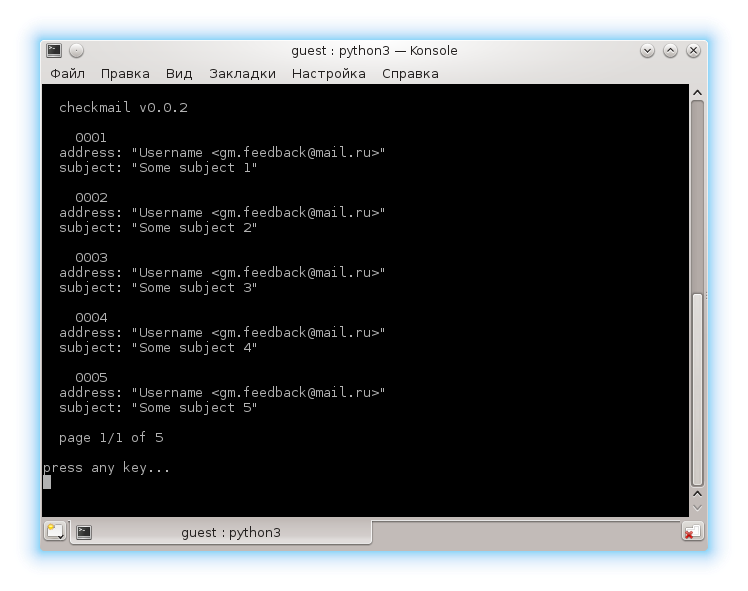 guest : python3 — Konsole
Файл Правка Вид Закладки Настройка Справка
checkmail v0.0.2
0001
address: "Username <gm.feedback@mail.ru>"
subject: "Some subject 1"
0002
address: "Username <gm.feedback@mail.ru>"
subject: "Some subject 2"
0003
address: "Username <gm.feedback@mail.ru>"
subject: "Some subject 3"
0004
address: "Username <gm.feedback@mail.ru>"
subject: "Some subject 4"
0005
address: "Username <gm.feedback@mail.ru>"
subject: "Some subject 5"
page 1/1 of 5
press any key...
guest : python3